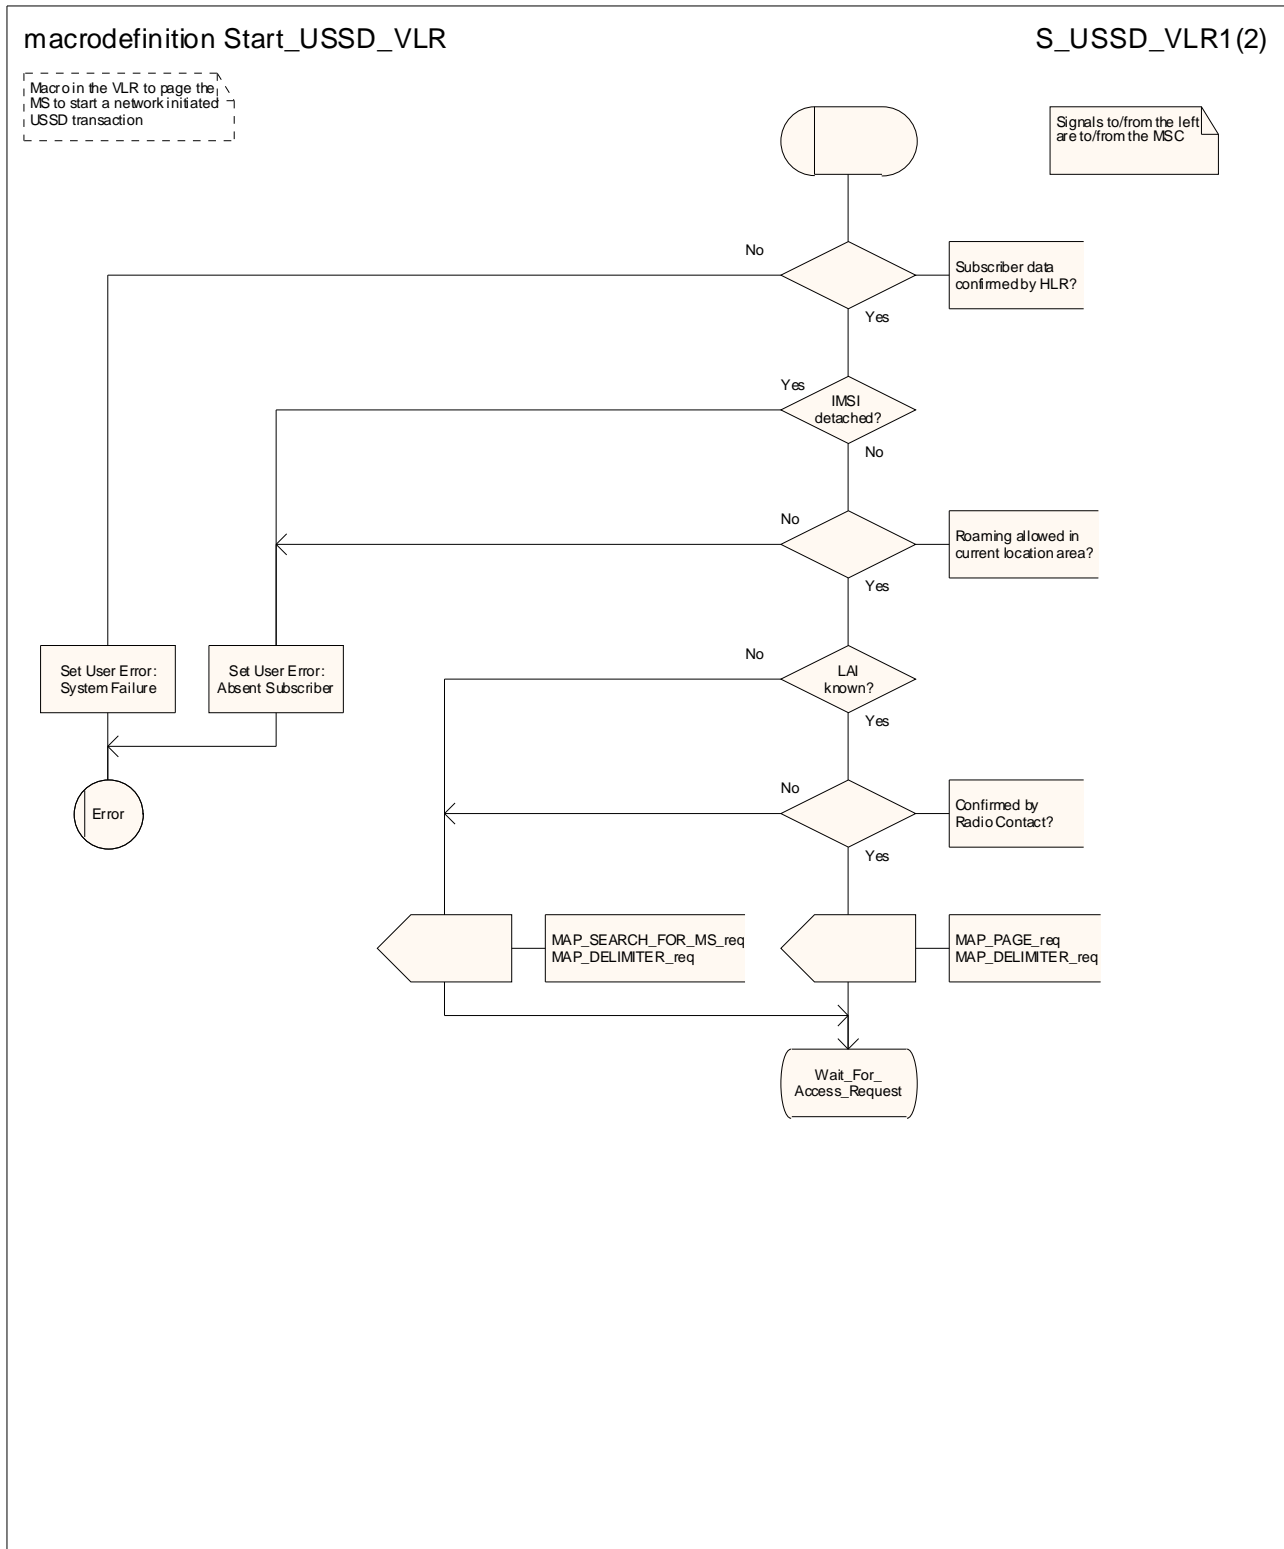 macrodefinition Start_USSD_VLR
S_USSD_VLR1(2)
Macro in the VLR to page the
MS to start a network initiated
USSD transaction
Signals to/from the left
are to/from the MSC
No
Subscriber data
confirmed by HLR?
Yes
Yes
IMSI
detached?
No
No
Roaming allowed in
current location area?
Yes
Set User Error:
System Failure
Set User Error:
Absent Subscriber
No
LAI
known?
Yes
No
Confirmed by
Radio Contact?
Error
Yes
MAP_SEARCH_FOR_MS_req
MAP_DELIMITER_req
MAP_PAGE_req
MAP_DELIMITER_req
Wait_For_
Access_Request